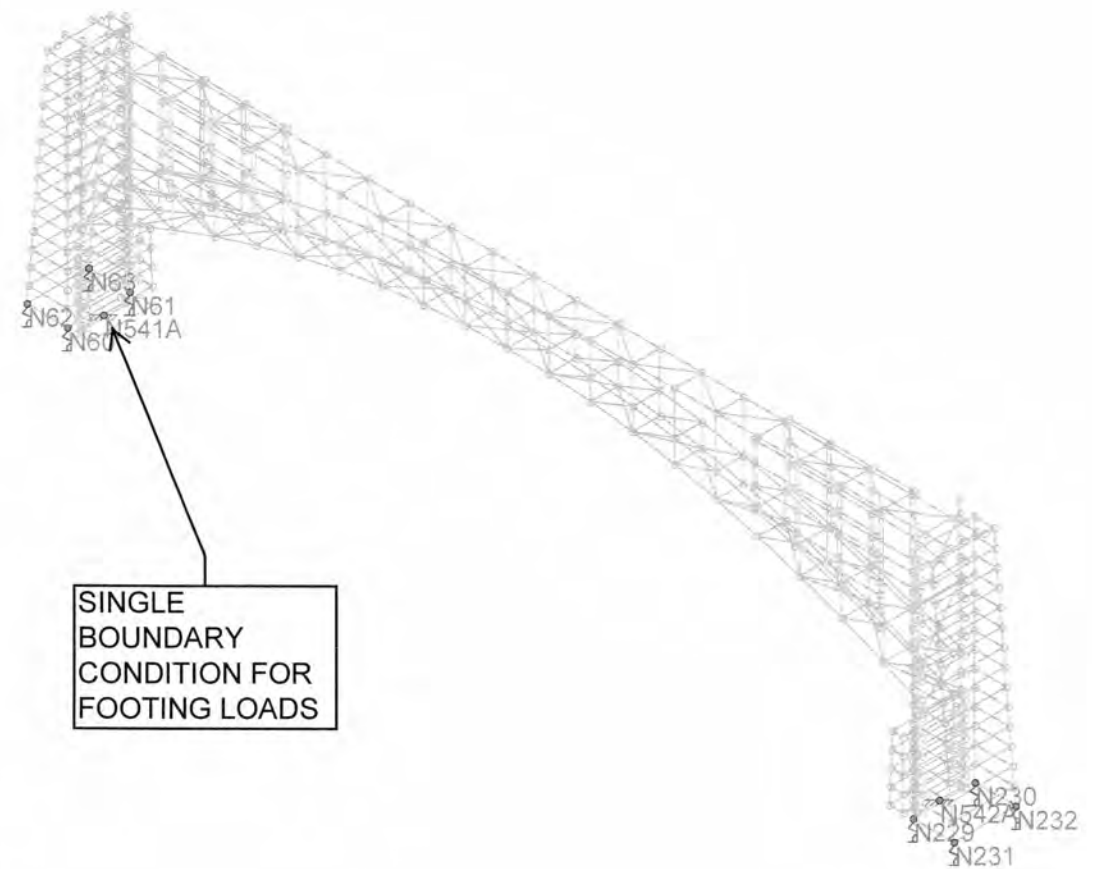 N63
N62
N61
N541A
N60
SINGLE
BOUNDARY
CONDITION FOR
FOOTING LOADS
N230
N542A
N232
N229
N231